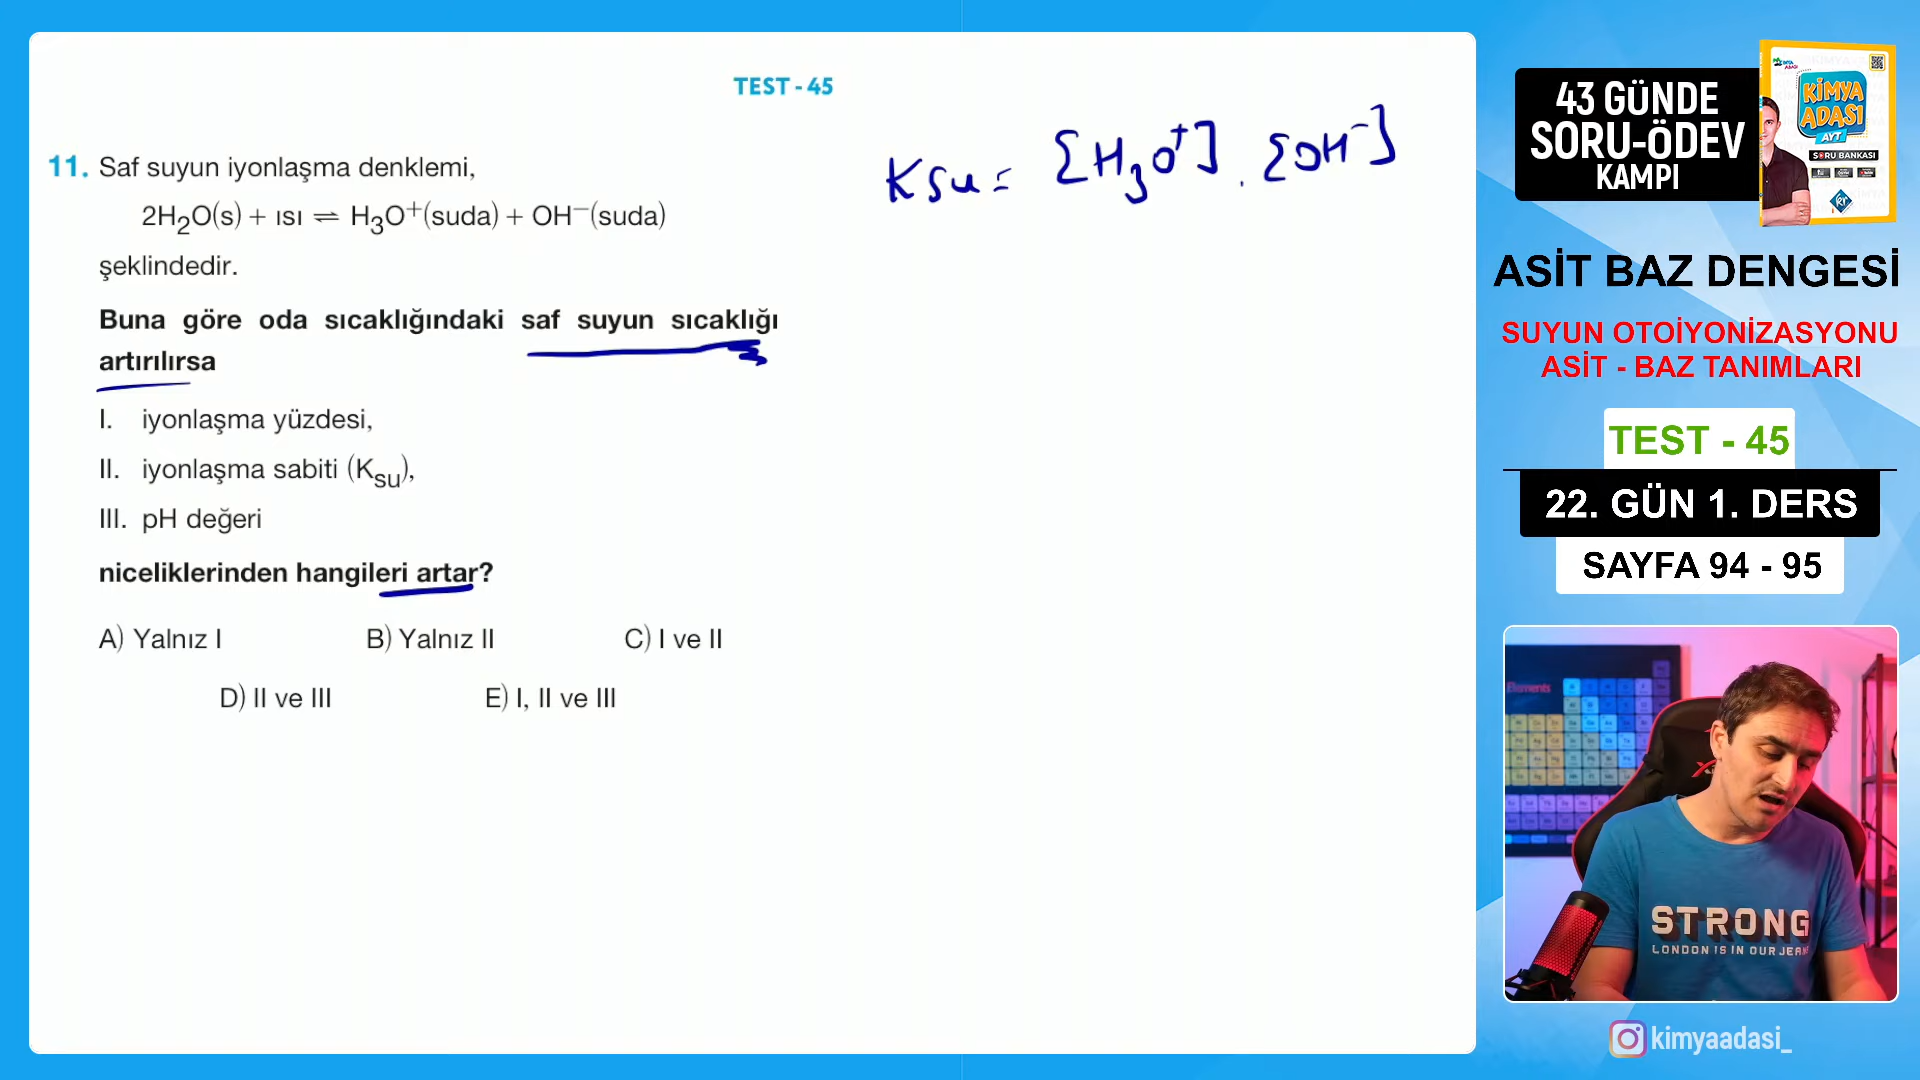 TEST - 45
11. Saf suyun iyonlaşma denklemi,
2H₂O(s) + ısı ⇌ H₃O⁺(suda) + OH⁻(suda)
şeklindedir.
Buna göre oda sıcaklığındaki saf suyun sıcaklığı
artırılırsa
I. iyonlaşma yüzdesi,
II. iyonlaşma sabiti (Kₛᵤ),
III. pH değeri
niceliklerinden hangileri artar?
A) Yalnız I B) Yalnız II C) I ve II
D) II ve III E) I, II ve III
Ksu = [H₃O⁺] . [OH⁻]
43 GÜNDE
SORU-ÖDEV
KAMPI
KİMYA
ADASI
AYT
SORU BANKASI
kr
ASİT BAZ DENGESİ
SUYUN OTOİYONİZASYONU
ASİT - BAZ TANIMLARI
TEST - 45
22. GÜN 1. DERS
SAYFA 94 - 95
Elements
STRONG
LONDON IS IN OUR JEAN
kimyaadasi_